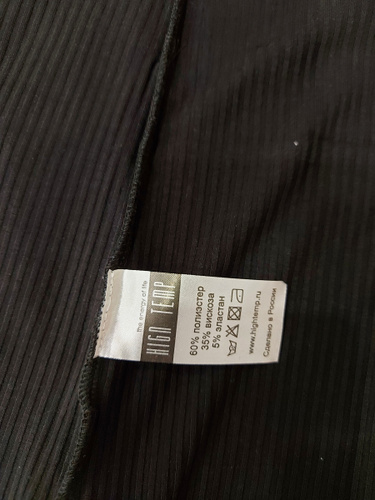 the energy of life
HIGH TEMP
60% полиэстер
35% вискоза
5% эластан
www.hightemp.ru
Сделано в России